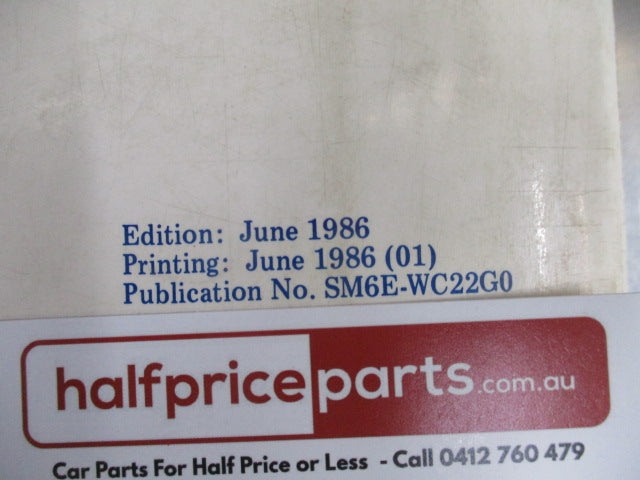 Edition: June 1986
Printing: June 1986 (01)
Publication No. SM6E-WC22G0
halfpriceparts.com.au
Car Parts For Half Price or Less - Call 0412 760 479